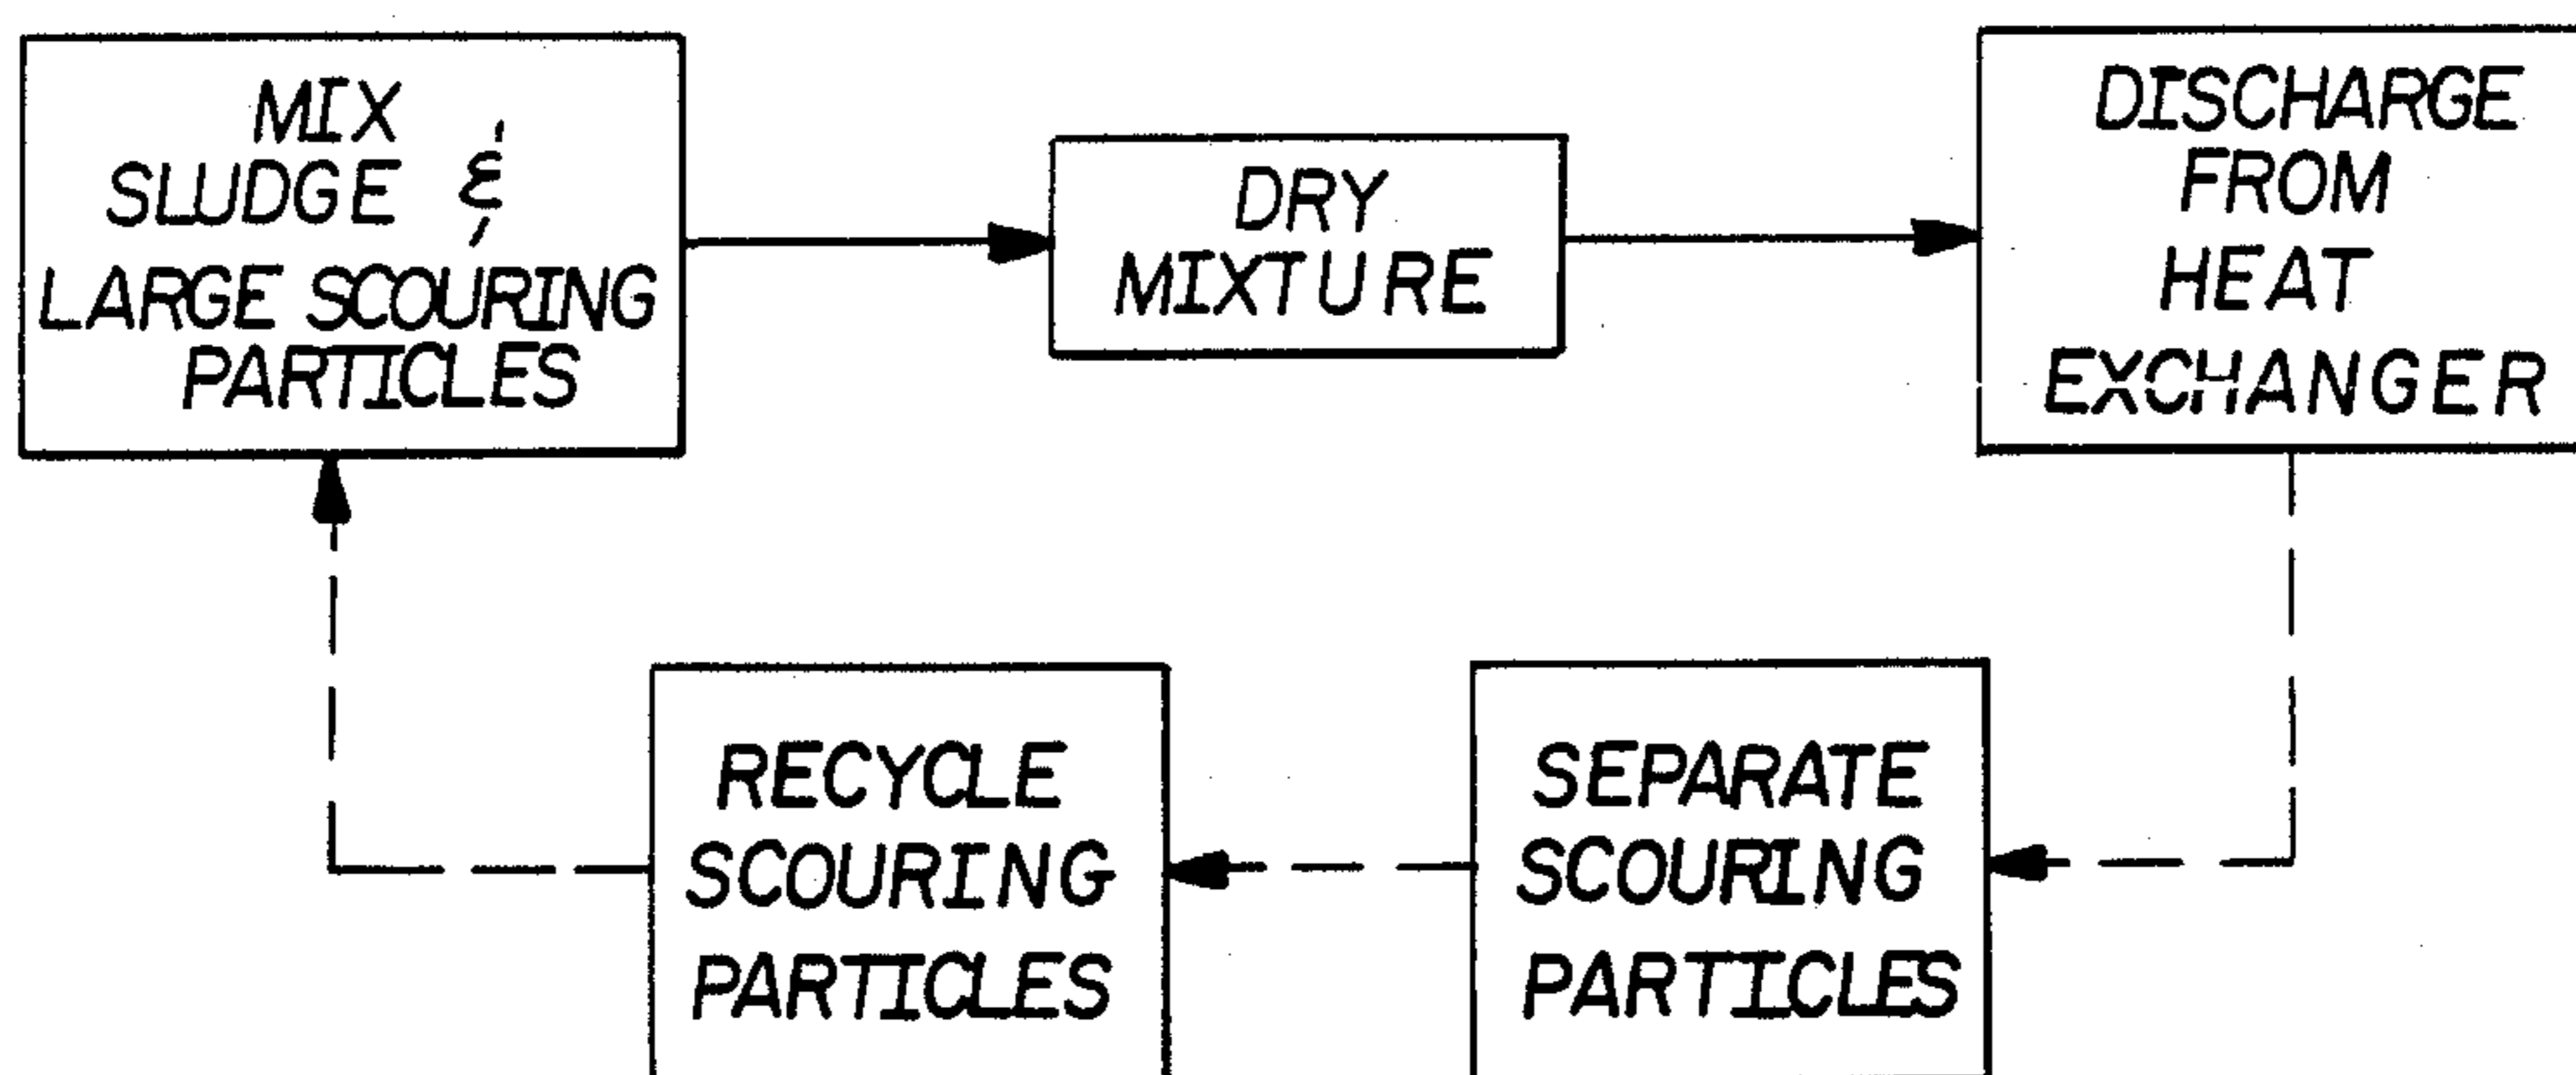 MIX
SLUDGE &
LARGE SCOURING
PARTICLES
DRY
MIXTURE
DISCHARGE
FROM
HEAT
EXCHANGER
RECYCLE
SCOURING
PARTICLES
SEPARATE
SCOURING
PARTICLES